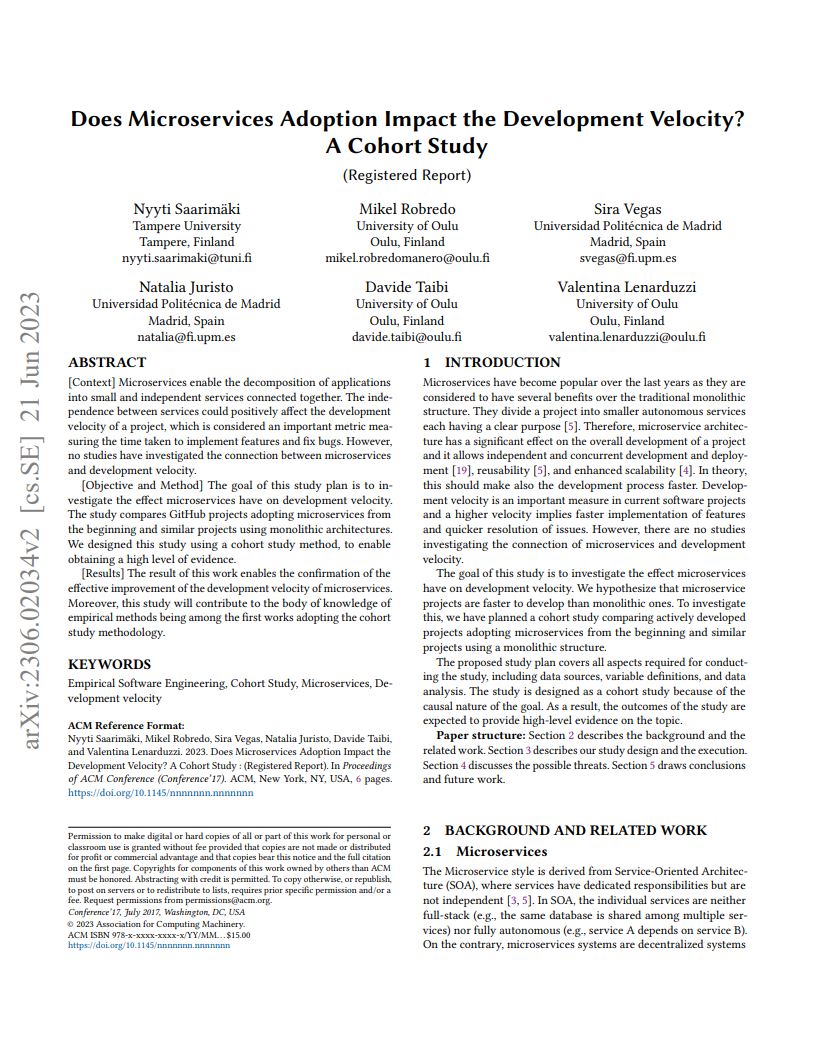 Does Microservices Adoption Impact the Development Velocity?
A Cohort Study
(Registered Report)
Nyyti Saarimäki
Tampere University
Tampere, Finland
nyyti.saarimaki@tuni.fi
Mikel Robredo
University of Oulu
Oulu, Finland
mikel.robredomanero@oulu.fi
Sira Vegas
Universidad Politécnica de Madrid
Madrid, Spain
svegas@fi.upm.es
Natalia Juristo
Universidad Politécnica de Madrid
Madrid, Spain
natalia@fi.upm.es
Davide Taibi
University of Oulu
Oulu, Finland
davide.taibi@oulu.fi
Valentina Lenarduzzi
University of Oulu
Oulu, Finland
valentina.lenarduzzi@oulu.fi
arXiv:2306.02034v2 [cs.SE] 21 Jun 2023
ABSTRACT
[Context] Microservices enable the decomposition of applications
into small and independent services connected together. The inde-
pendence between services could positively affect the development
velocity of a project, which is considered an important metric mea-
suring the time taken to implement features and fix bugs. However,
no studies have investigated the connection between microservices
and development velocity.
[Objective and Method] The goal of this study plan is to in-
vestigate the effect microservices have on development velocity.
The study compares GitHub projects adopting microservices from
the beginning and similar projects using monolithic architectures.
We designed this study using a cohort study method, to enable
obtaining a high level of evidence.
[Results] The result of this work enables the confirmation of the
effective improvement of the development velocity of microservices.
Moreover, this study will contribute to the body of knowledge of
empirical methods being among the first works adopting the cohort
study methodology.
KEYWORDS
Empirical Software Engineering, Cohort Study, Microservices, De-
velopment velocity
ACM Reference Format:
Nyyti Saarimäki, Mikel Robredo, Sira Vegas, Natalia Juristo, Davide Taibi,
and Valentina Lenarduzzi. 2023. Does Microservices Adoption Impact the
Development Velocity? A Cohort Study : (Registered Report). In Proceedings
of ACM Conference (Conference'17). ACM, New York, NY, USA, 6 pages.
https://doi.org/10.1145/nnnnnnn.nnnnnnn
Permission to make digital or hard copies of all or part of this work for personal or
classroom use is granted without fee provided that copies are not made or distributed
for profit or commercial advantage and that copies bear this notice and the full citation
on the first page. Copyrights for components of this work owned by others than ACM
must be honored. Abstracting with credit is permitted. To copy otherwise, or republish,
to post on servers or to redistribute to lists, requires prior specific permission and/or a
fee. Request permissions from permissions@acm.org.
Conference'17, July 2017, Washington, DC, USA
© 2023 Association for Computing Machinery.
ACM ISBN 978-x-xxxx-xxxx-x/YY/MM...$15.00
https://doi.org/10.1145/nnnnnnn.nnnnnnn
1 INTRODUCTION
Microservices have become popular over the last years as they are
considered to have several benefits over the traditional monolithic
structure. They divide a project into smaller autonomous services
each having a clear purpose [5]. Therefore, microservice architec-
ture has a significant effect on the overall development of a project
and it allows independent and concurrent development and deploy-
ment [19], reusability [5], and enhanced scalability [4]. In theory,
this should make also the development process faster. Develop-
ment velocity is an important measure in current software projects
and a higher velocity implies faster implementation of features
and quicker resolution of issues. However, there are no studies
investigating the connection of microservices and development
velocity.
The goal of this study is to investigate the effect microservices
have on development velocity. We hypothesize that microservice
projects are faster to develop than monolithic ones. To investigate
this, we have planned a cohort study comparing actively developed
projects adopting microservices from the beginning and similar
projects using a monolithic structure.
The proposed study plan covers all aspects required for conduct-
ing the study, including data sources, variable definitions, and data
analysis. The study is designed as a cohort study because of the
causal nature of the goal. As a result, the outcomes of the study are
expected to provide high-level evidence on the topic.
Paper structure: Section 2 describes the background and the
related work. Section 3 describes our study design and the execution.
Section 4 discusses the possible threats. Section 5 draws conclusions
and future work.
2 BACKGROUND AND RELATED WORK
2.1 Microservices
The Microservice style is derived from Service-Oriented Architec-
ture (SOA), where services have dedicated responsibilities but are
not independent [3, 5]. In SOA, the individual services are neither
full-stack (e.g., the same database is shared among multiple ser-
vices) nor fully autonomous (e.g., service A depends on service B).
On the contrary, microservices systems are decentralized systems